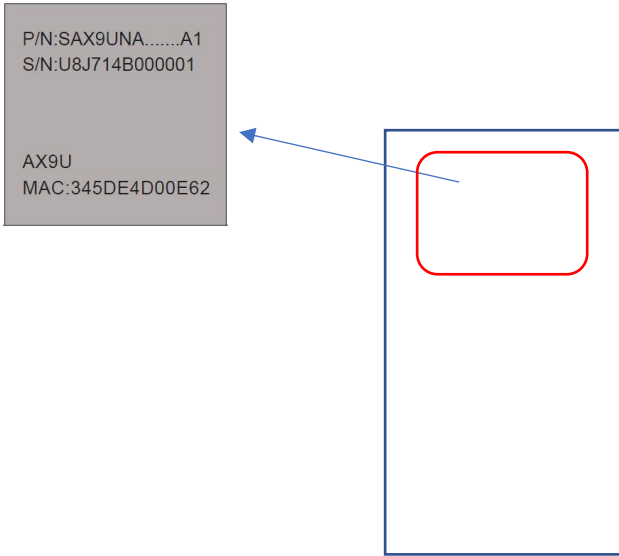 P/N:SAX9UNA.......A1
S/N:U8J714B000001
AX9U
MAC:345DE4D00E62